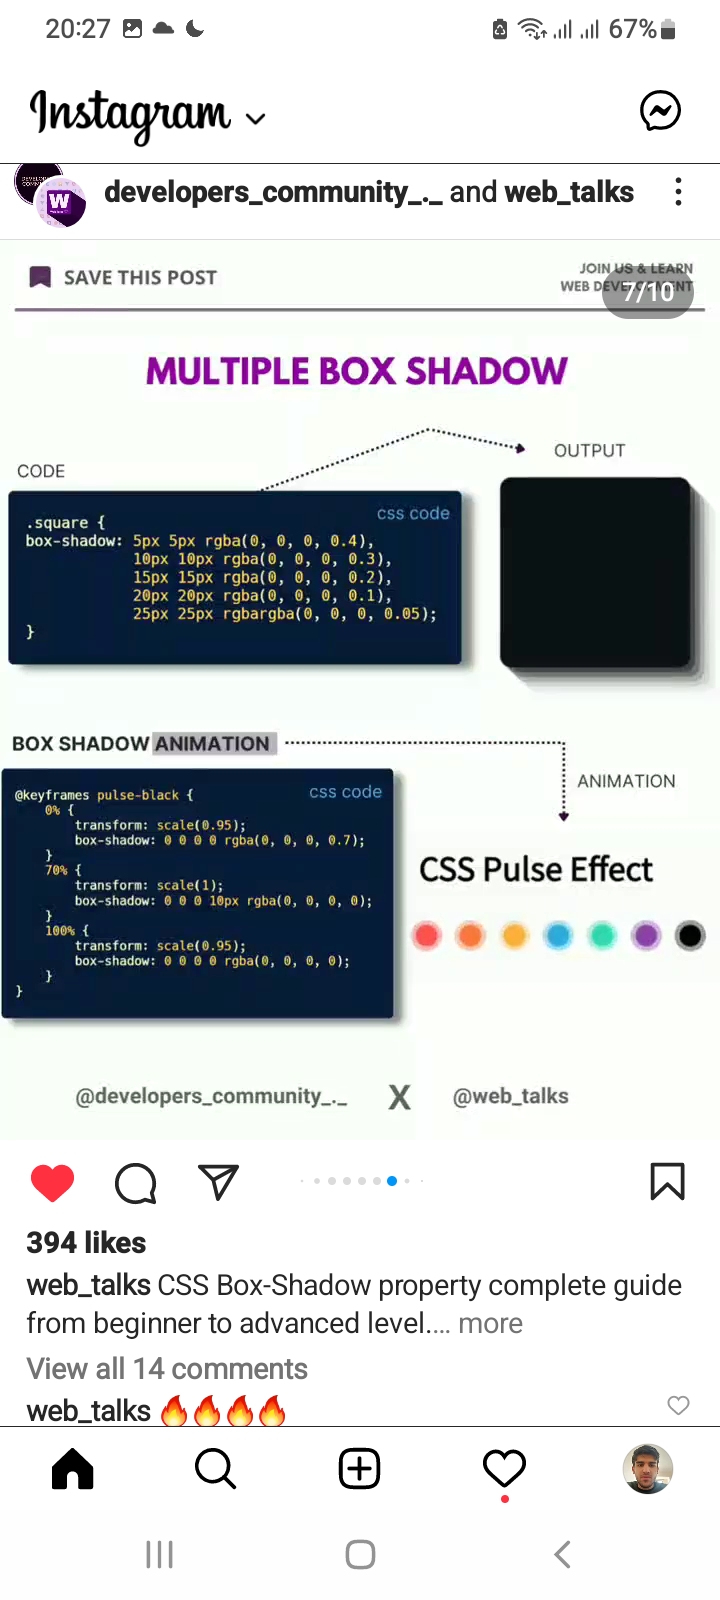 20:27 67%
Instagram
developers_community_._ and web_talks
SAVE THIS POST
JOIN US & LEARN
WEB DEVELOPMENT
7/10
MULTIPLE BOX SHADOW
CODE
OUTPUT
css code
.square {
box-shadow: 5px 5px rgba(0, 0, 0, 0.4),
10px 10px rgba(0, 0, 0, 0.3),
15px 15px rgba(0, 0, 0, 0.2),
20px 20px rgba(0, 0, 0, 0.1),
25px 25px rgbargba(0, 0, 0, 0.05);
}
BOX SHADOW ANIMATION
ANIMATION
css code
@keyframes pulse-black {
0% {
transform: scale(0.95);
box-shadow: 0 0 0 0 rgba(0, 0, 0, 0.7);
}
70% {
transform: scale(1);
box-shadow: 0 0 0 10px rgba(0, 0, 0, 0);
}
100% {
transform: scale(0.95);
box-shadow: 0 0 0 0 rgba(0, 0, 0, 0);
}
}
CSS Pulse Effect
@developers_community_._ X @web_talks
394 likes
web_talks CSS Box-Shadow property complete guide
from beginner to advanced level.... more
View all 14 comments
web_talks 🔥🔥🔥🔥